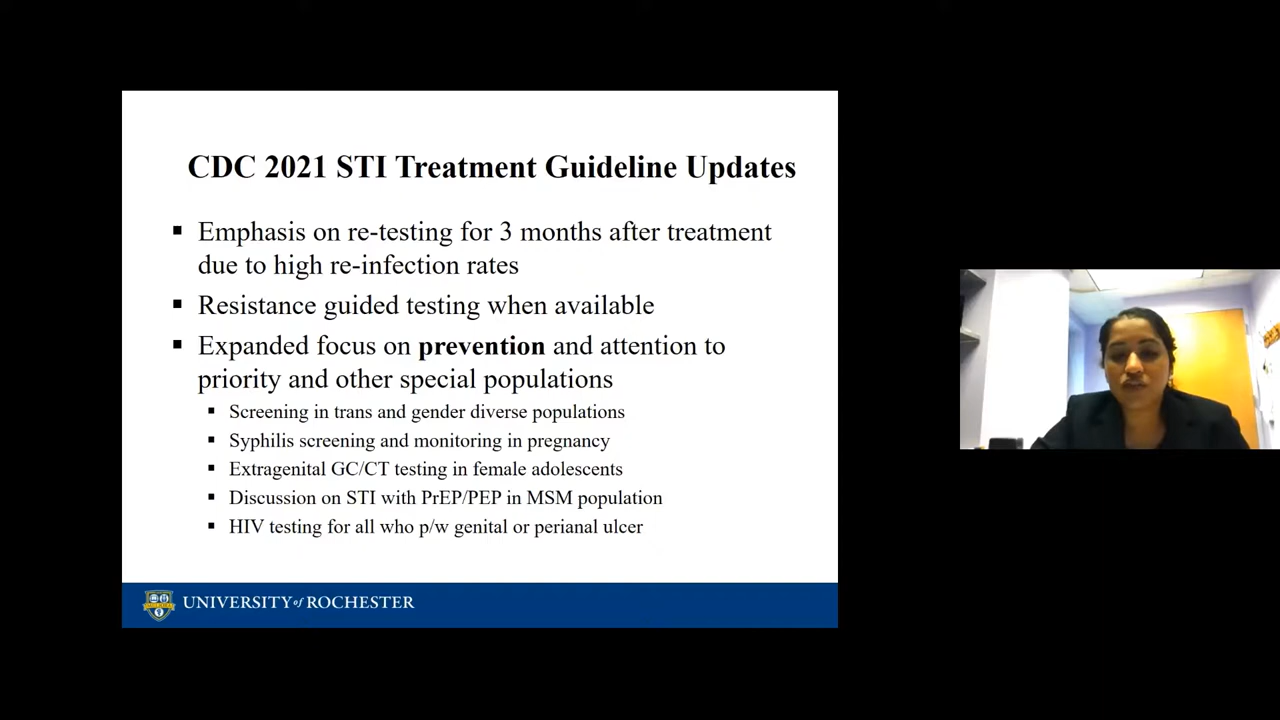 CDC 2021 STI Treatment Guideline Updates
▪ Emphasis on re-testing for 3 months after treatment
due to high re-infection rates
▪ Resistance guided testing when available
▪ Expanded focus on prevention and attention to
priority and other special populations
▪ Screening in trans and gender diverse populations
▪ Syphilis screening and monitoring in pregnancy
▪ Extragenital GC/CT testing in female adolescents
▪ Discussion on STI with PrEP/PEP in MSM population
▪ HIV testing for all who p/w genital or perianal ulcer
UNIVERSITY of ROCHESTER